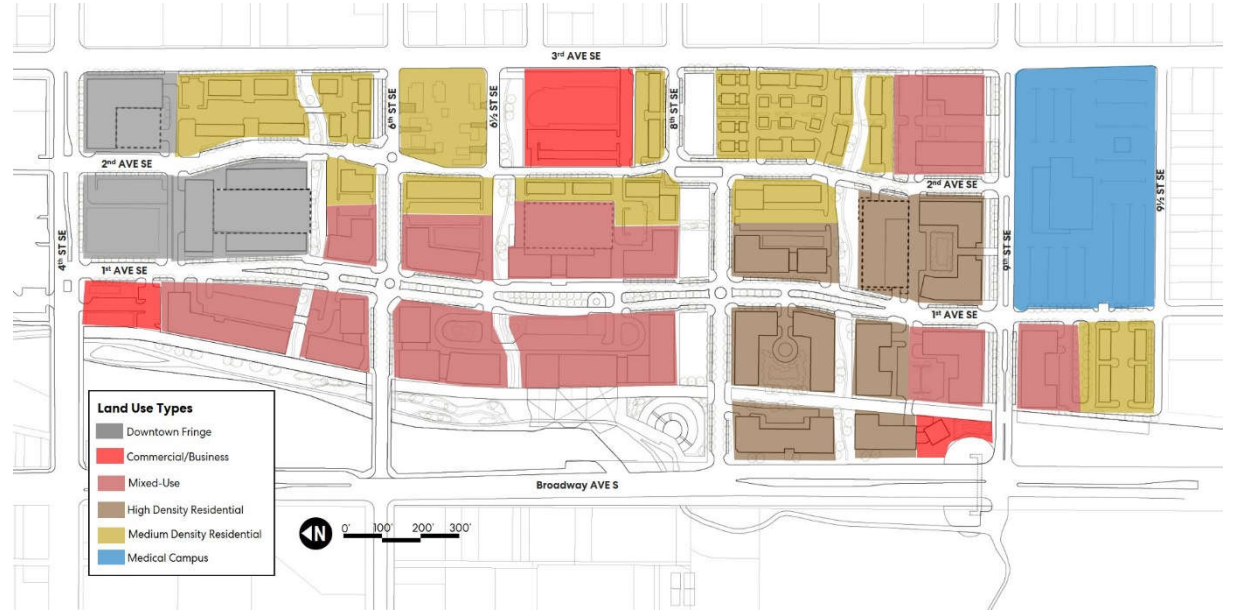 3rd AVE SE
4th ST SE
6th ST SE
6½ ST SE
8th ST SE
9th ST SE
9½ ST SE
2nd AVE SE
2nd AVE SE
1st AVE SE
1st AVE SE
Broadway AVE S
Land Use Types
Downtown Fringe
Commercial/Business
Mixed-Use
High Density Residential
Medium Density Residential
Medical Campus
N
0' 100' 200' 300'